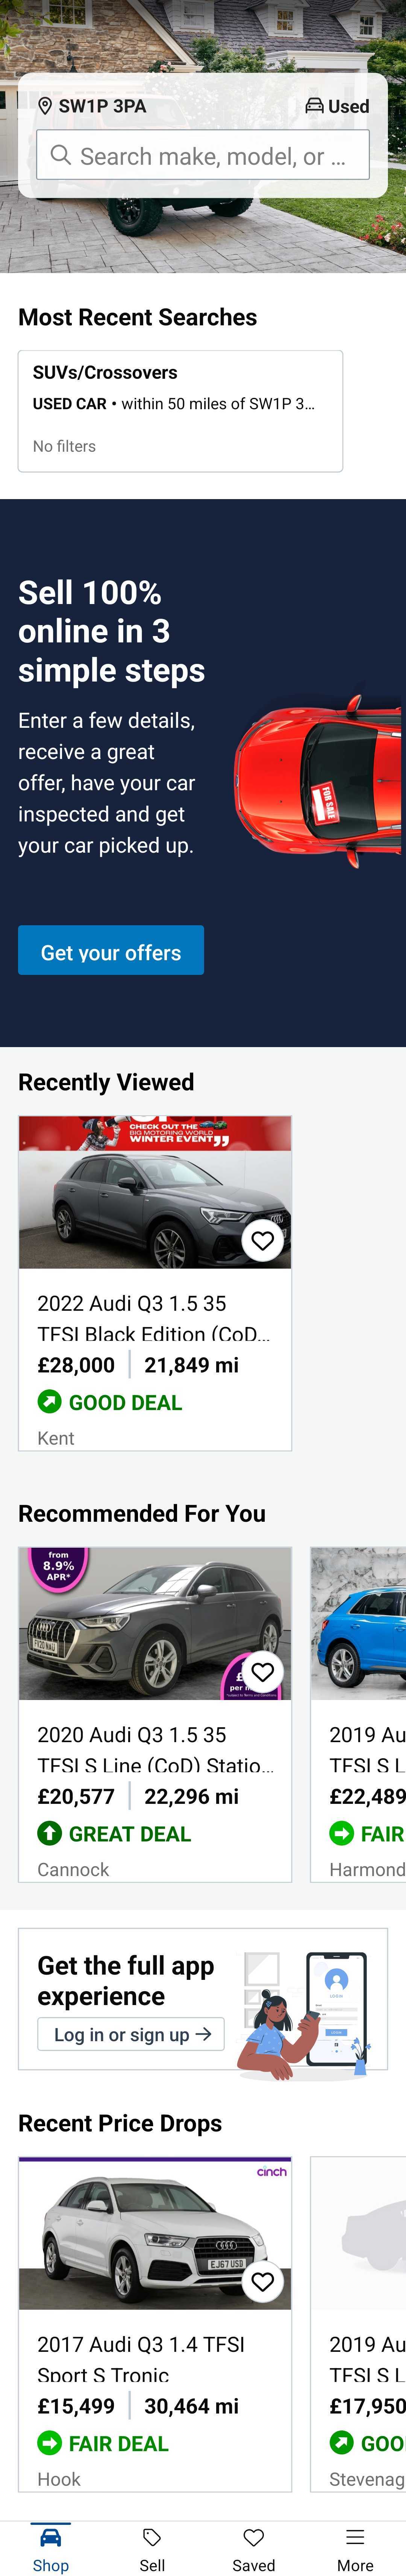 SW1P 3PA
Used
Search make, model, or ...
Most Recent Searches
SUVs/Crossovers
USED CAR • within 50 miles of SW1P 3...
No filters
Sell 100%
online in 3
simple steps
Enter a few details,
receive a great
offer, have your car
inspected and get
your car picked up.
FOR SALE
Get your offers
Recently Viewed
CHECK OUT THE
BIG MOTORING WORLD
WINTER EVENT
2022 Audi Q3 1.5 35
TFSI Black Edition (CoD...
£28,000 | 21,849 mi
GOOD DEAL
Kent
Recommended For You
from
8.9%
APR*
2020 Audi Q3 1.5 35
TFSI S Line (CoD) Statio...
£20,577 | 22,296 mi
GREAT DEAL
Cannock
2019 Au
TFSI S L
£22,489
FAIR
Harmond
Get the full app
experience
LOGIN
Log in or sign up →
Recent Price Drops
cinch
EJ67 USD
2017 Audi Q3 1.4 TFSI
Sport S Tronic
£15,499 | 30,464 mi
FAIR DEAL
Hook
2019 Au
TFSI S L
£17,950
GOO
Stevenag
Shop
Sell
Saved
More